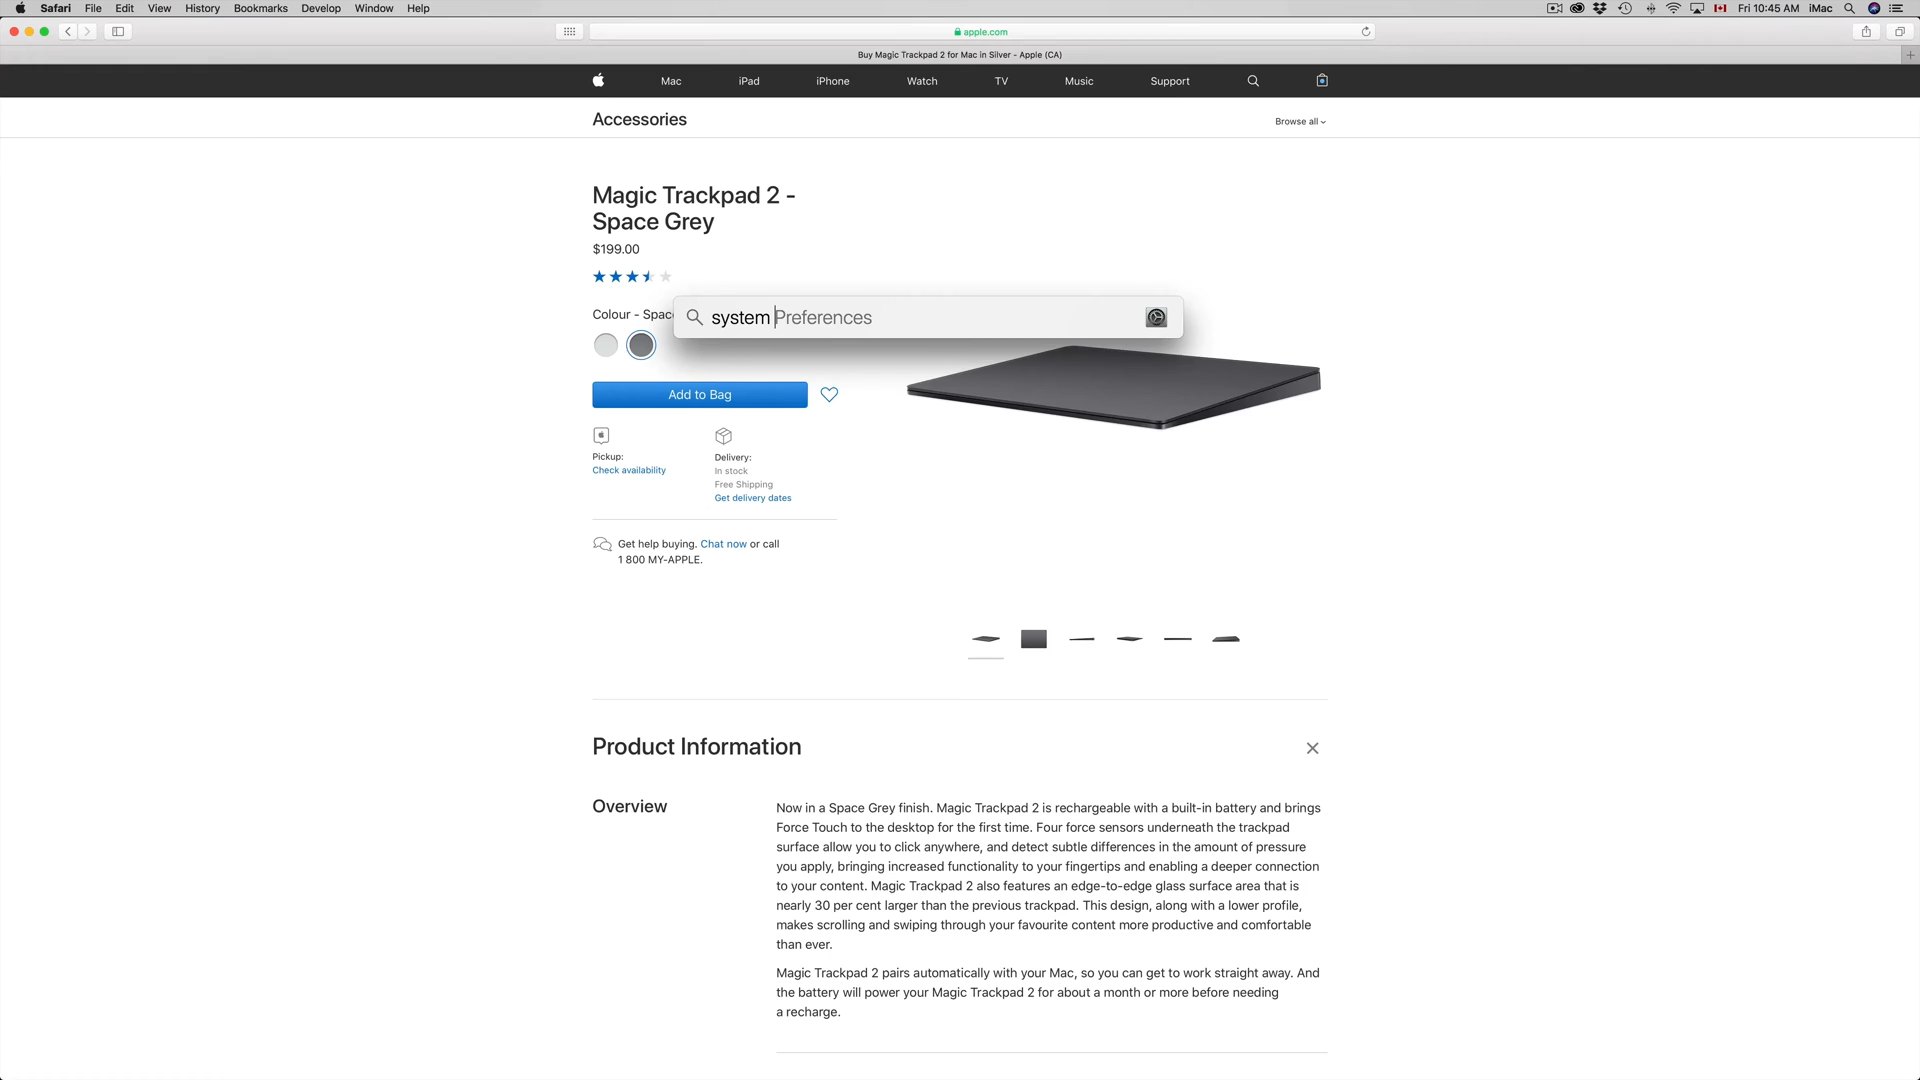 Safari File Edit View History Bookmarks Develop Window Help
Fri 10:45 AM iMac
apple.com
Buy Magic Trackpad 2 for Mac in Silver - Apple (CA)
Mac iPad iPhone Watch TV Music Support
Accessories
Browse all
Magic Trackpad 2 -
Space Grey
$199.00
Colour - Spac
system Preferences
Add to Bag
Pickup:
Check availability
Delivery:
In stock
Free Shipping
Get delivery dates
Get help buying. Chat now or call
1 800 MY-APPLE.
Product Information
Overview
Now in a Space Grey finish. Magic Trackpad 2 is rechargeable with a built-in battery and brings
Force Touch to the desktop for the first time. Four force sensors underneath the trackpad
surface allow you to click anywhere, and detect subtle differences in the amount of pressure
you apply, bringing increased functionality to your fingertips and enabling a deeper connection
to your content. Magic Trackpad 2 also features an edge-to-edge glass surface area that is
nearly 30 per cent larger than the previous trackpad. This design, along with a lower profile,
makes scrolling and swiping through your favourite content more productive and comfortable
than ever.
Magic Trackpad 2 pairs automatically with your Mac, so you can get to work straight away. And
the battery will power your Magic Trackpad 2 for about a month or more before needing
a recharge.